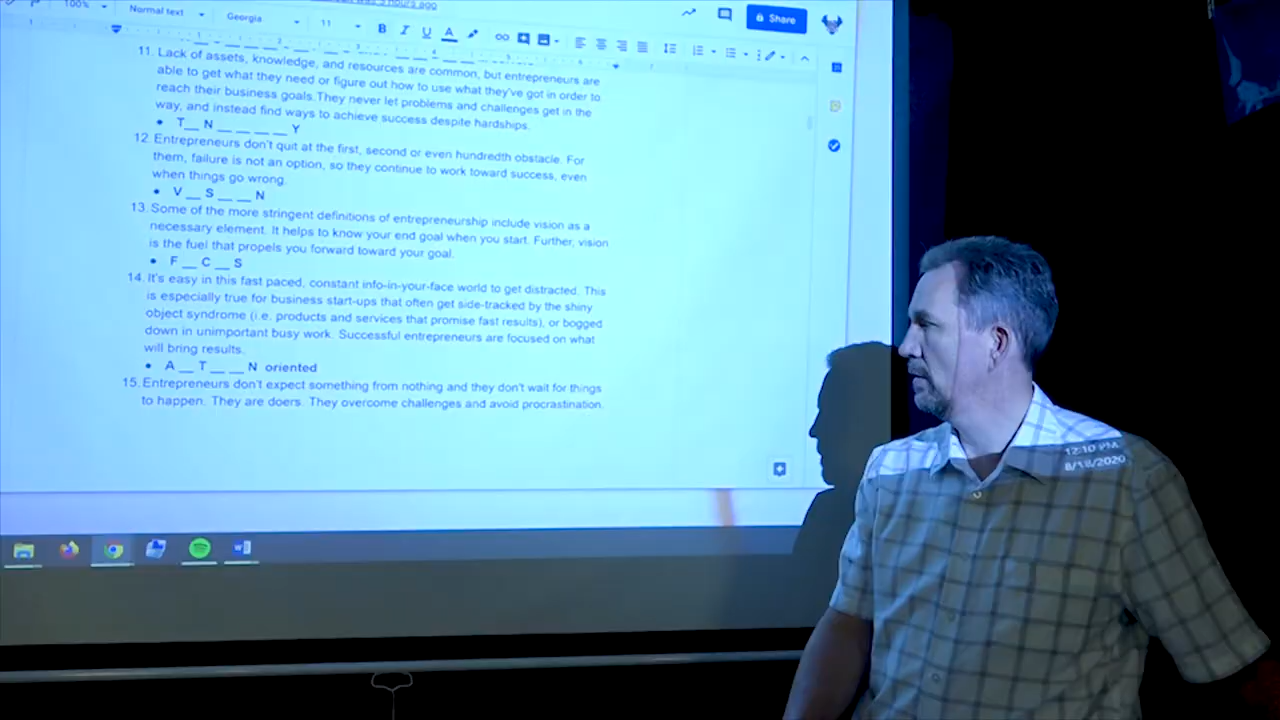 100% Normal text Georgia 11 B I U A Share
11. Lack of assets, knowledge, and resources are common, but entrepreneurs are
able to get what they need or figure out how to use what they've got in order to
reach their business goals.They never let problems and challenges get in the
way, and instead find ways to achieve success despite hardships.
• T__ N __ __ __ __ Y
12. Entrepreneurs don't quit at the first, second or even hundredth obstacle. For
them, failure is not an option, so they continue to work toward success, even
when things go wrong.
• V __ S __ __ N
13. Some of the more stringent definitions of entrepreneurship include vision as a
necessary element. It helps to know your end goal when you start. Further, vision
is the fuel that propels you forward toward your goal.
• F __ C __ S
14. It's easy in this fast paced, constant info-in-your-face world to get distracted. This
is especially true for business start-ups that often get side-tracked by the shiny
object syndrome (i.e. products and services that promise fast results), or bogged
down in unimportant busy work. Successful entrepreneurs are focused on what
will bring results.
• A __ T __ __ N oriented
15. Entrepreneurs don't expect something from nothing and they don't wait for things
to happen. They are doers. They overcome challenges and avoid procrastination.
12:10 PM
8/18/2020